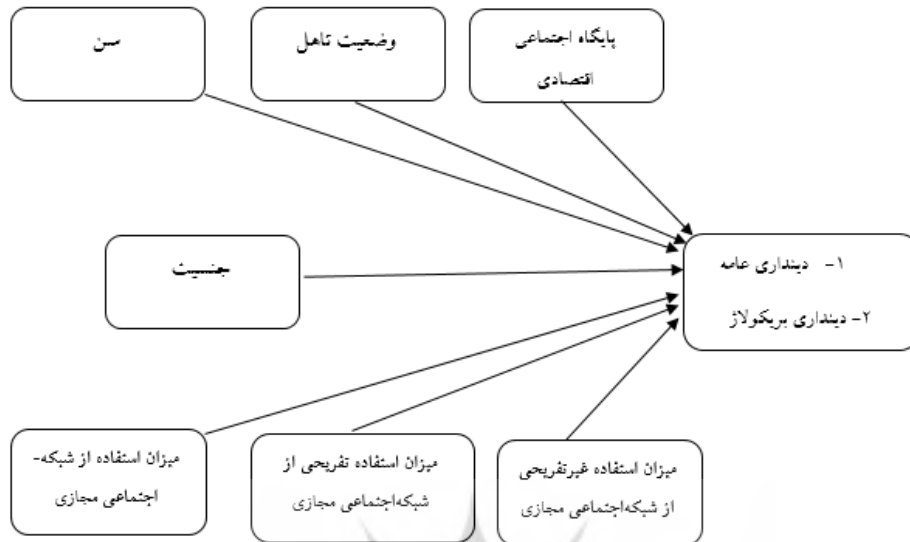 پایگاه اجتماعی
اقتصادی
وضعیت تاهل
سن
جنسیت
۱- دینداری عامه
۲- دینداری بریکولاژ
میزان استفاده غیرتفریحی
از شبکه‌اجتماعی مجازی
میزان استفاده تفریحی از
شبکه‌اجتماعی مجازی
میزان استفاده از شبکه-
اجتماعی مجازی